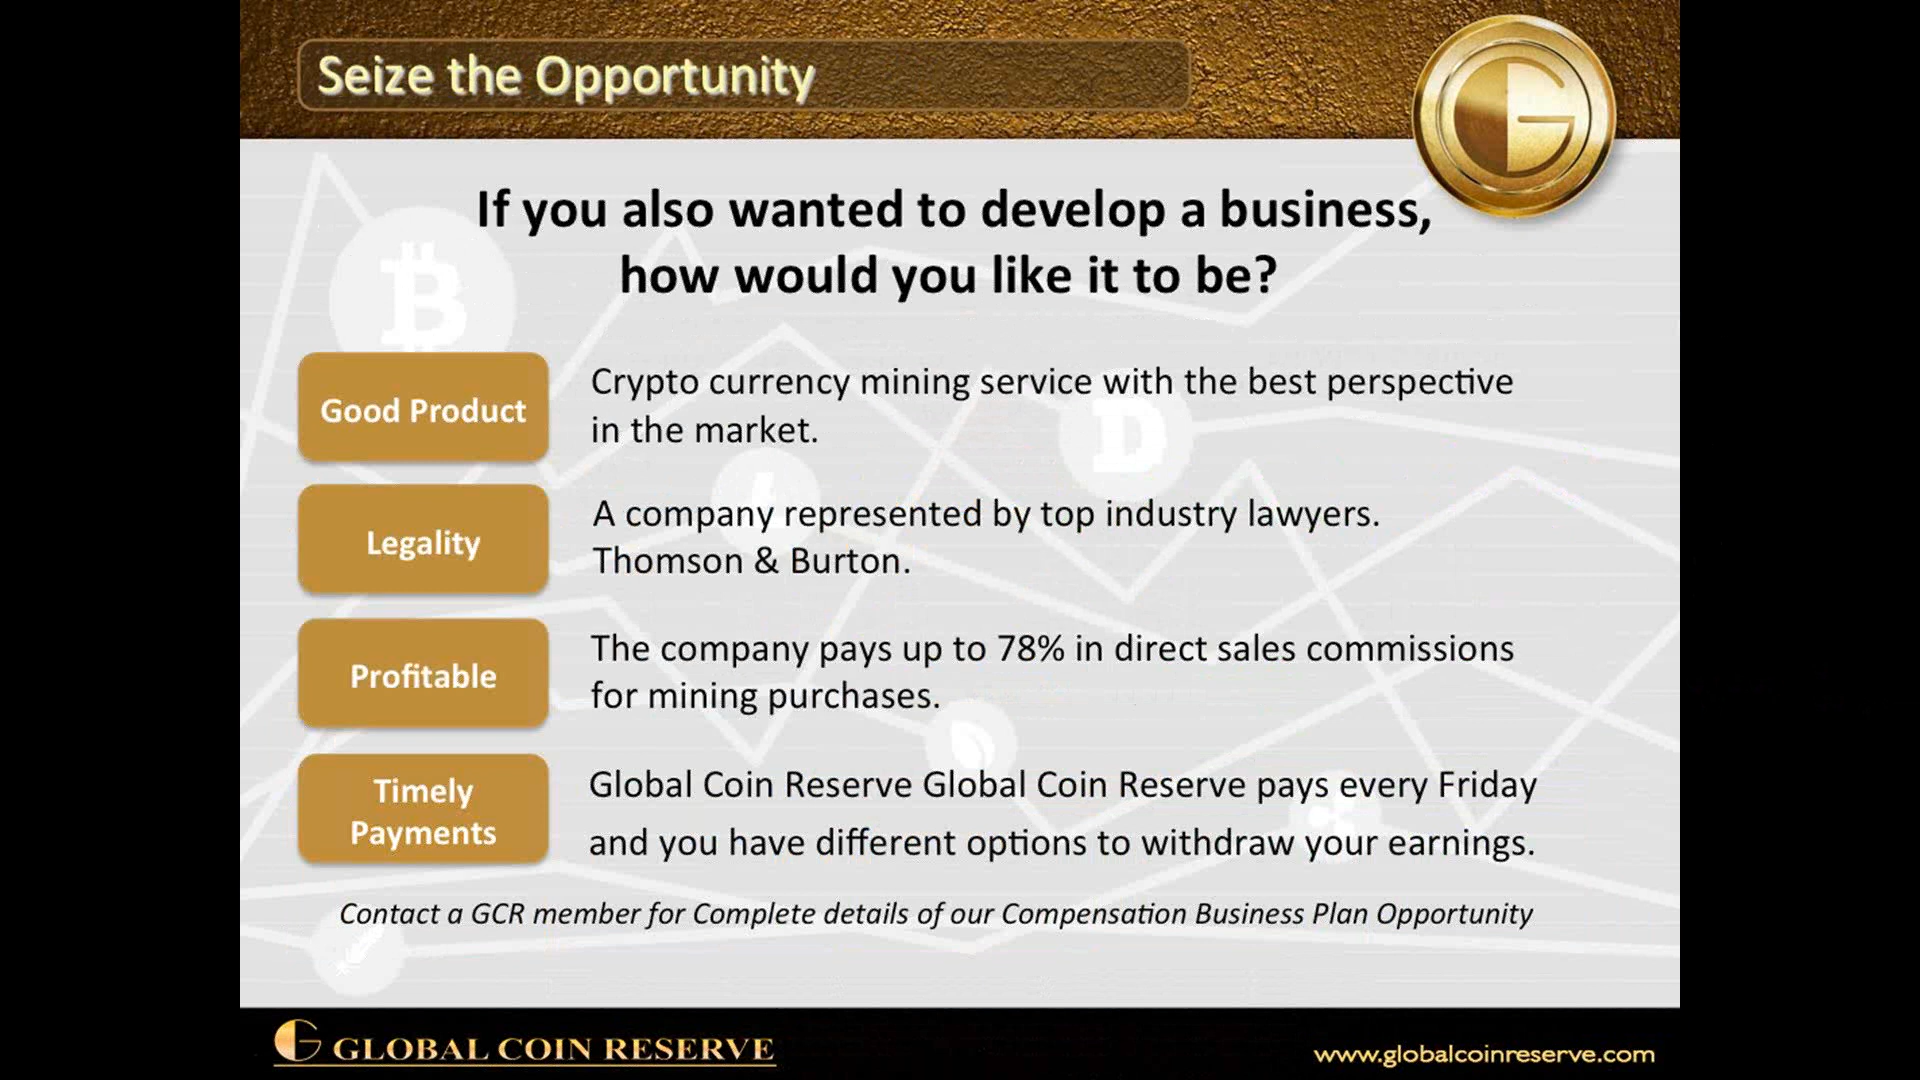 Seize the Opportunity
If you also wanted to develop a business,
how would you like it to be?
Good Product
Crypto currency mining service with the best perspective
in the market.
Legality
A company represented by top industry lawyers.
Thomson & Burton.
Profitable
The company pays up to 78% in direct sales commissions
for mining purchases.
Timely
Payments
Global Coin Reserve Global Coin Reserve pays every Friday
and you have different options to withdraw your earnings.
Contact a GCR member for Complete details of our Compensation Business Plan Opportunity
GLOBAL COIN RESERVE
www.globalcoinreserve.com